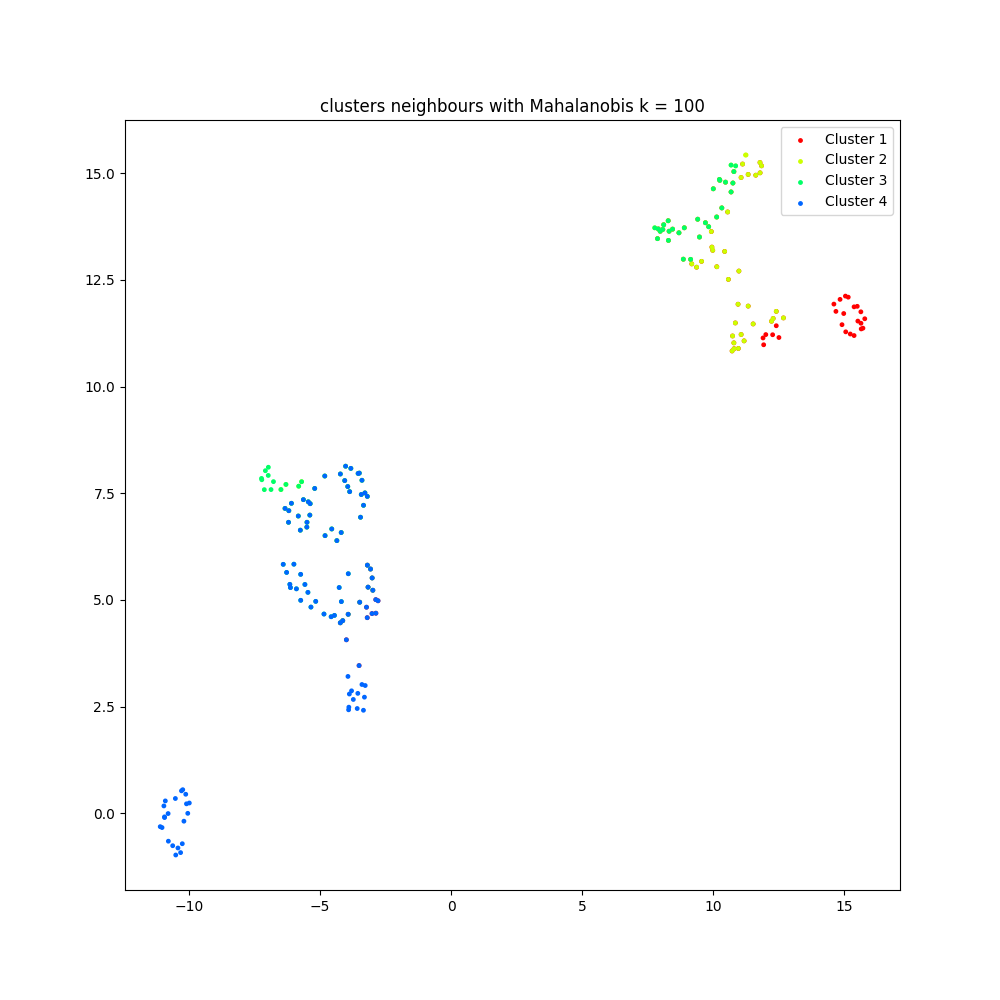 clusters neighbours with Mahalanobis k = 100
Cluster 1
Cluster 2
Cluster 3
Cluster 4
15.0
12.5
10.0
7.5
5.0
2.5
0.0
−10 −5 0 5 10 15